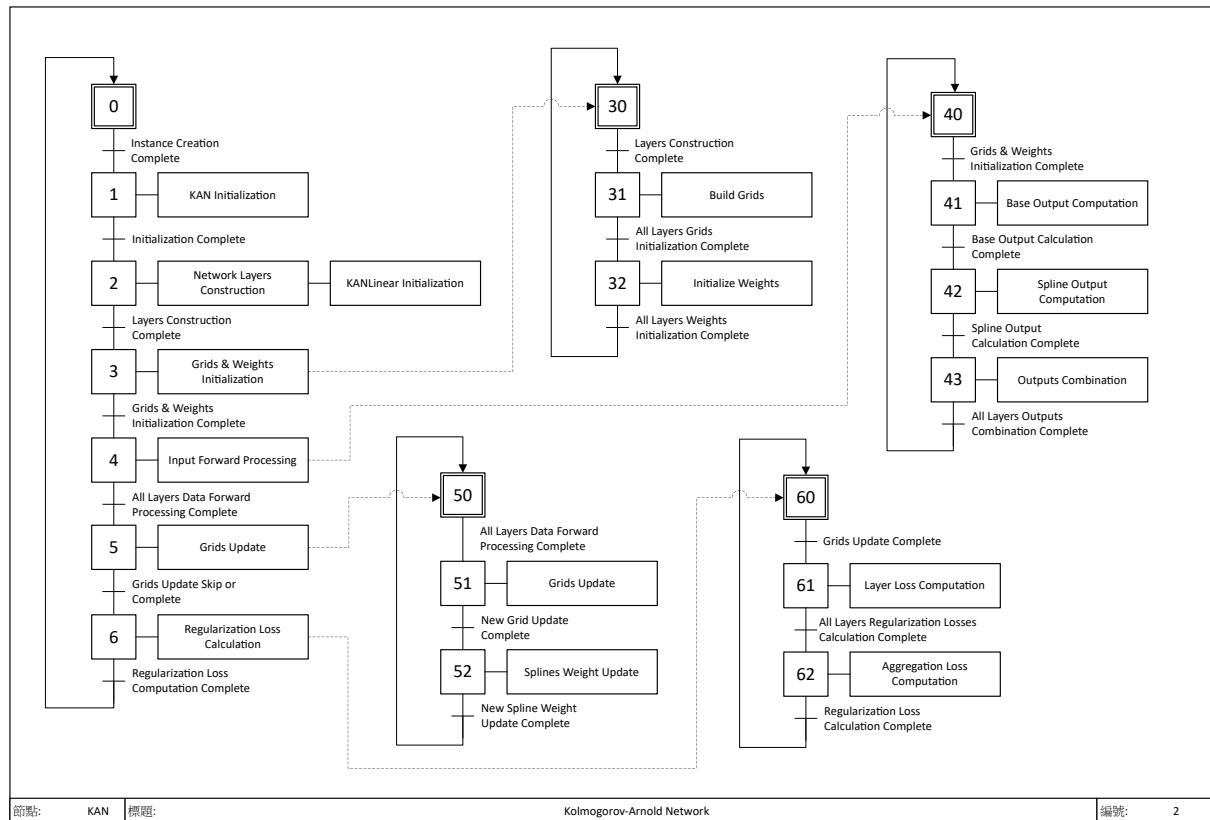 0
Instance Creation
Complete
1
KAN Initialization
Initialization Complete
2
Network Layers
Construction
KANLinear Initialization
Layers Construction
Complete
3
Grids & Weights
Initialization
Grids & Weights
Initialization Complete
4
Input Forward Processing
All Layers Data Forward
Processing Complete
5
Grids Update
Grids Update Skip or
Complete
6
Regularization Loss
Calculation
Regularization Loss
Computation Complete
30
Layers Construction
Complete
31
Build Grids
All Layers Grids
Initialization Complete
32
Initialize Weights
All Layers Weights
Initialization Complete
40
Grids & Weights
Initialization Complete
41
Base Output Computation
Base Output Calculation
Complete
42
Spline Output
Computation
Spline Output
Calculation Complete
43
Outputs Combination
All Layers Outputs
Combination Complete
50
All Layers Data Forward
Processing Complete
51
Grids Update
New Grid Update
Complete
52
Splines Weight Update
New Spline Weight
Update Complete
60
Grids Update Complete
61
Layer Loss Computation
All Layers Regularization Losses
Calculation Complete
62
Aggregation Loss
Computation
Regularization Loss
Calculation Complete
節點: KAN
標題: Kolmogorov-Arnold Network
編號: 2